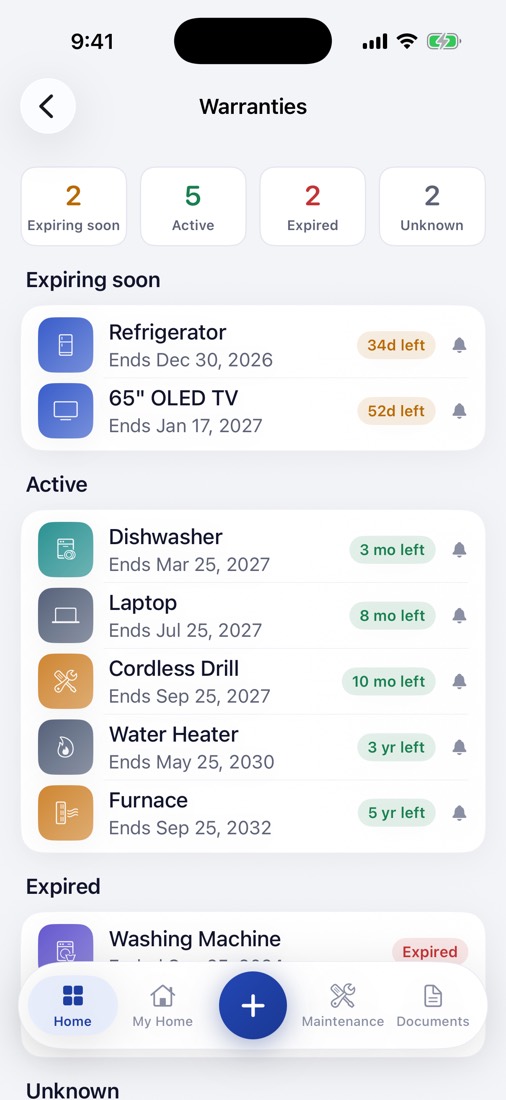 9:41
Warranties
2
Expiring soon
5
Active
2
Expired
2
Unknown
Expiring soon
Refrigerator
Ends Dec 30, 2026
34d left
65" OLED TV
Ends Jan 17, 2027
52d left
Active
Dishwasher
Ends Mar 25, 2027
3 mo left
Laptop
Ends Jul 25, 2027
8 mo left
Cordless Drill
Ends Sep 25, 2027
10 mo left
Water Heater
Ends May 25, 2030
3 yr left
Furnace
Ends Sep 25, 2032
5 yr left
Expired
Washing Machine
Expired
Home
My Home
Maintenance
Documents
Unknown